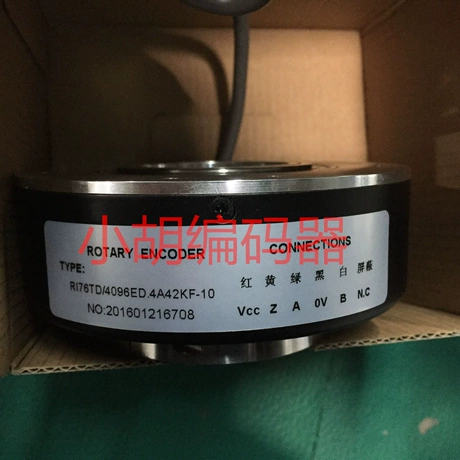 小胡编码器
ROTARY ENCODER
TYPE:
RI76TD/4096ED.4A42KF-10
NO:201601216708
CONNECTIONS
红 黄 绿 黑 白 屏蔽
Vcc Z A 0V B N.C